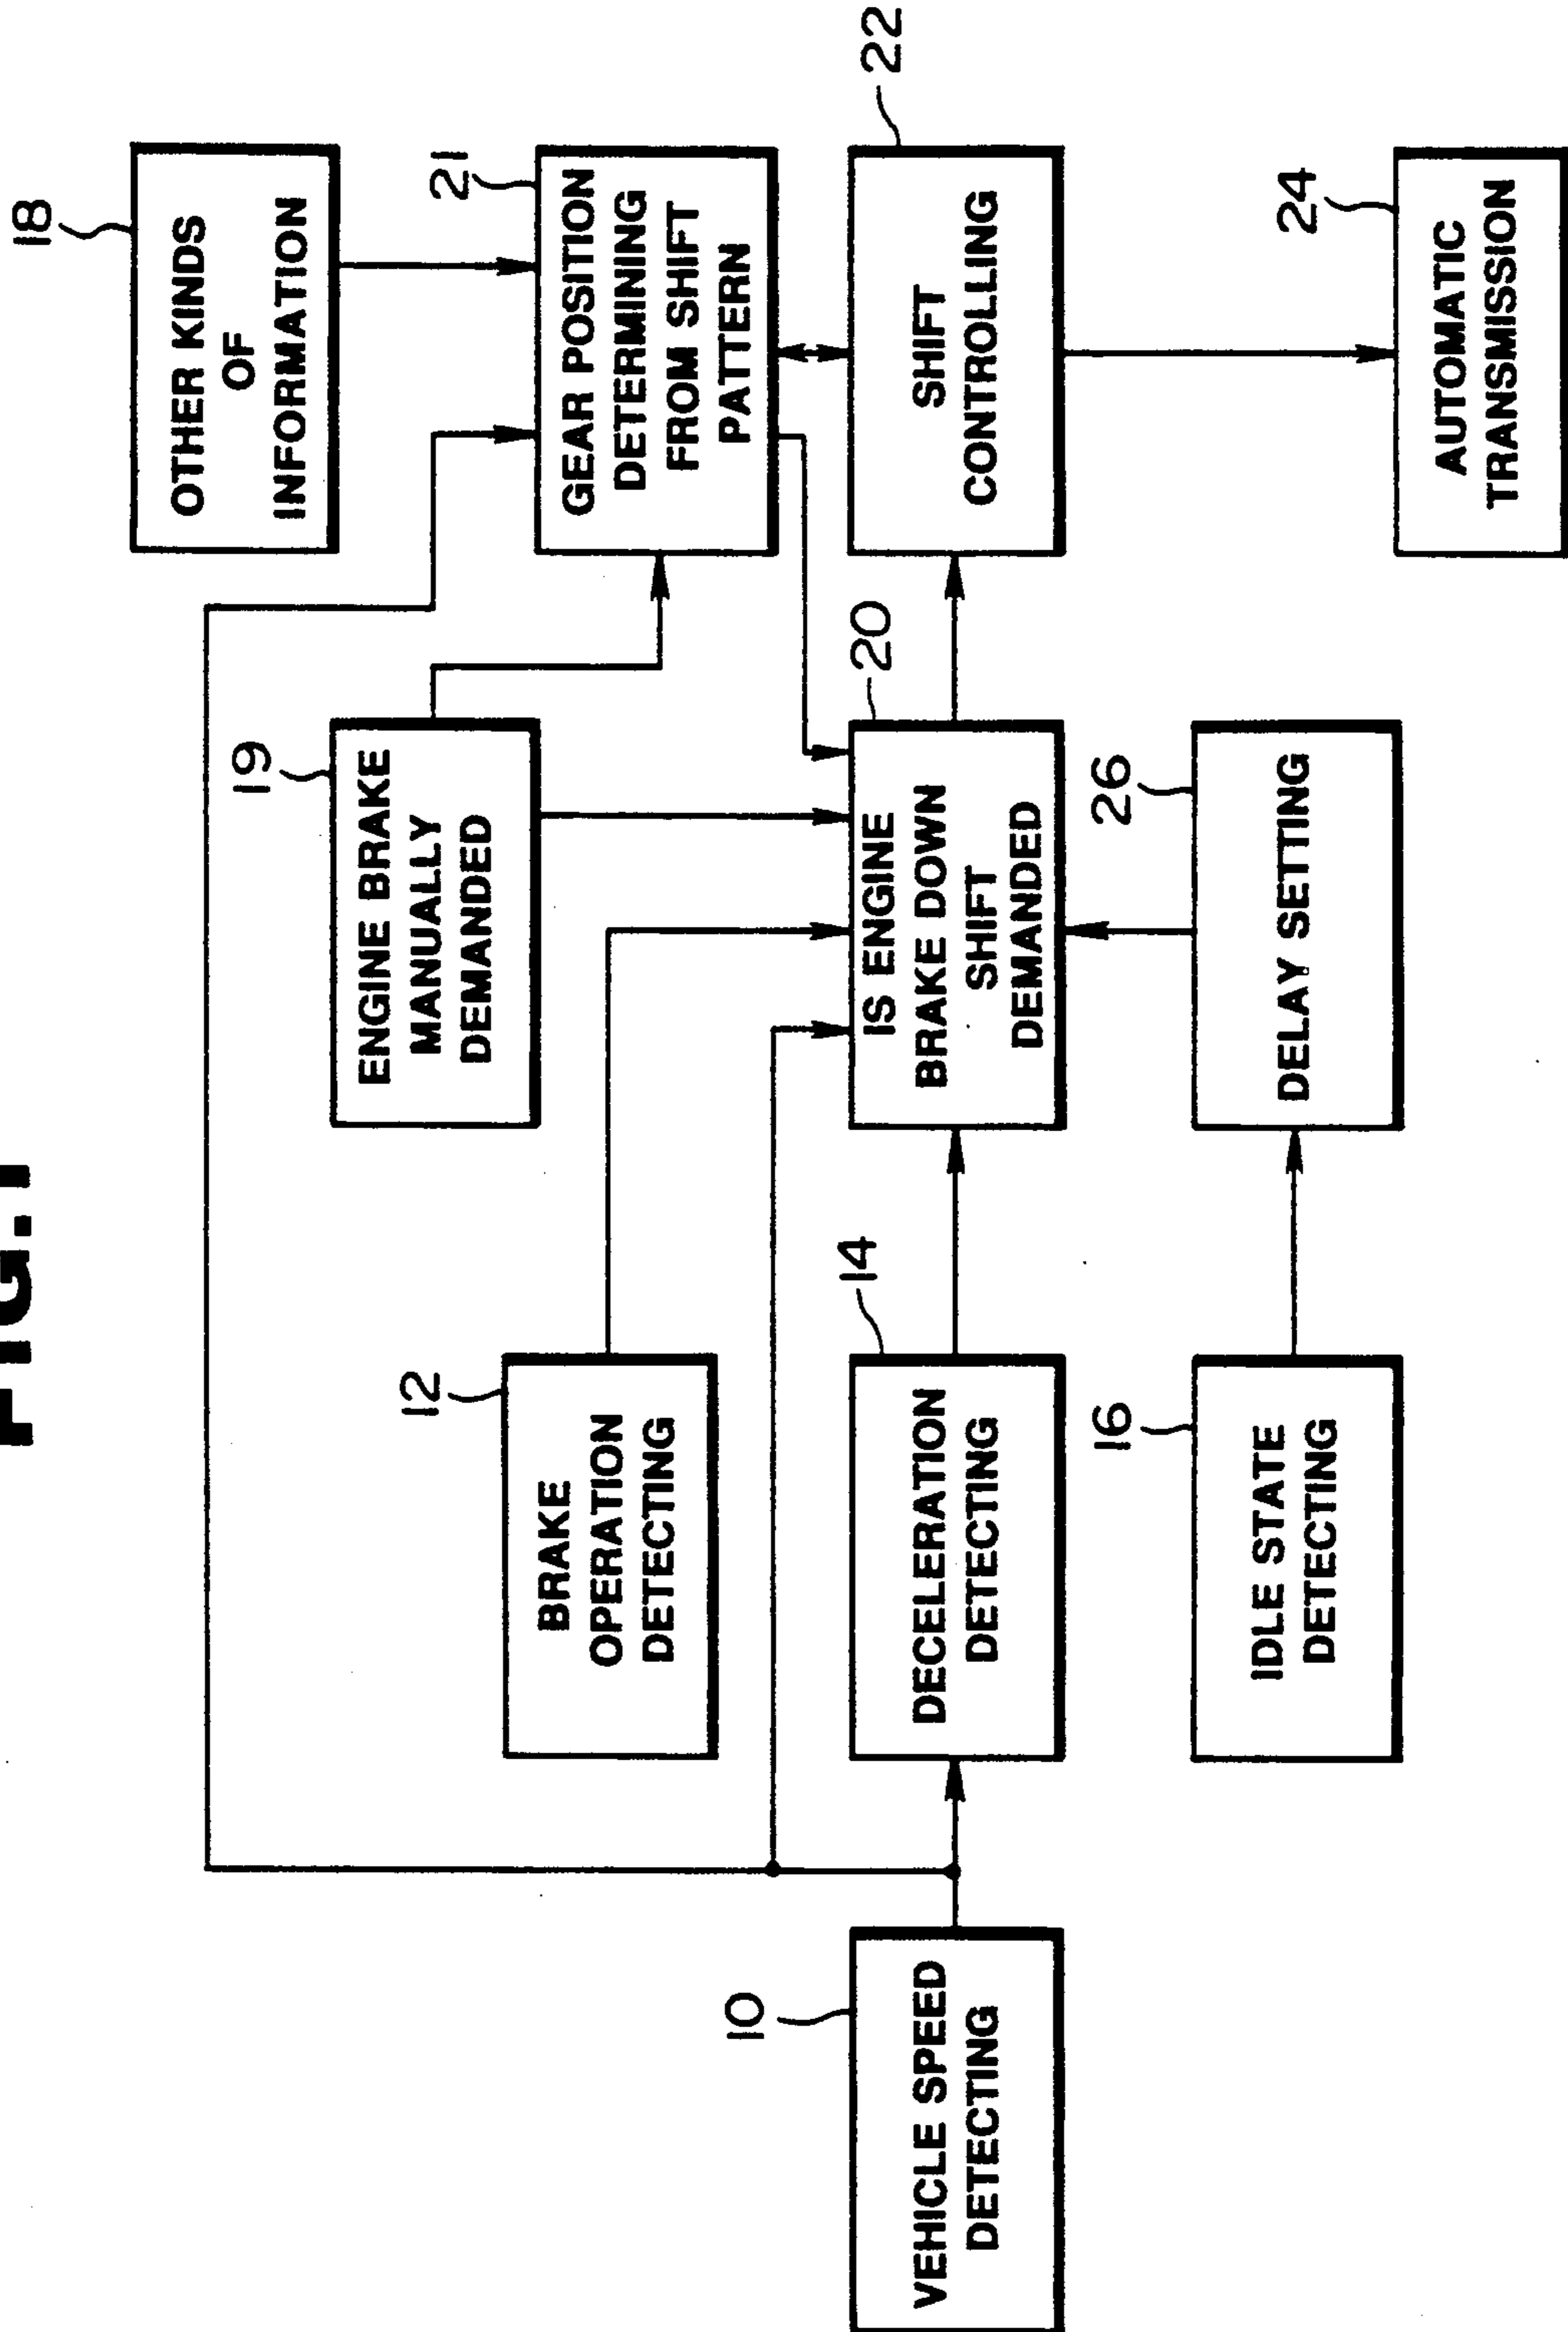 FIG.1
18
OTHER KINDS
OF
INFORMATION
19
ENGINE BRAKE
MANUALLY
DEMANDED
21
GEAR POSITION
DETERMINING
FROM SHIFT
PATTERN
12
BRAKE
OPERATION
DETECTING
10
VEHICLE SPEED
DETECTING
14
DECELERATION
DETECTING
20
IS ENGINE
BRAKE DOWN
SHIFT
DEMANDED
22
SHIFT
CONTROLLING
16
IDLE STATE
DETECTING
26
DELAY SETTING
24
AUTOMATIC
TRANSMISSION